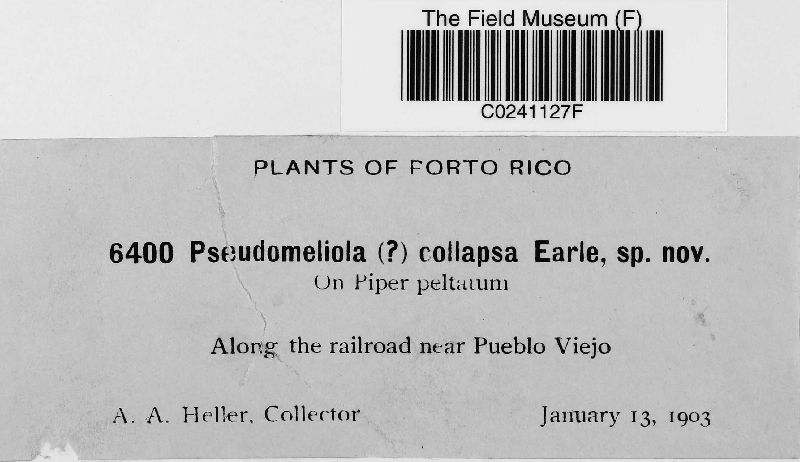 The Field Museum (F)
C0241127F
PLANTS OF PORTO RICO
6400 Pseudomeliola (?) collapsa Earle, sp. nov.
On Piper peltatum
Along the railroad near Pueblo Viejo
A. A. Heller, Collector January 13, 1903